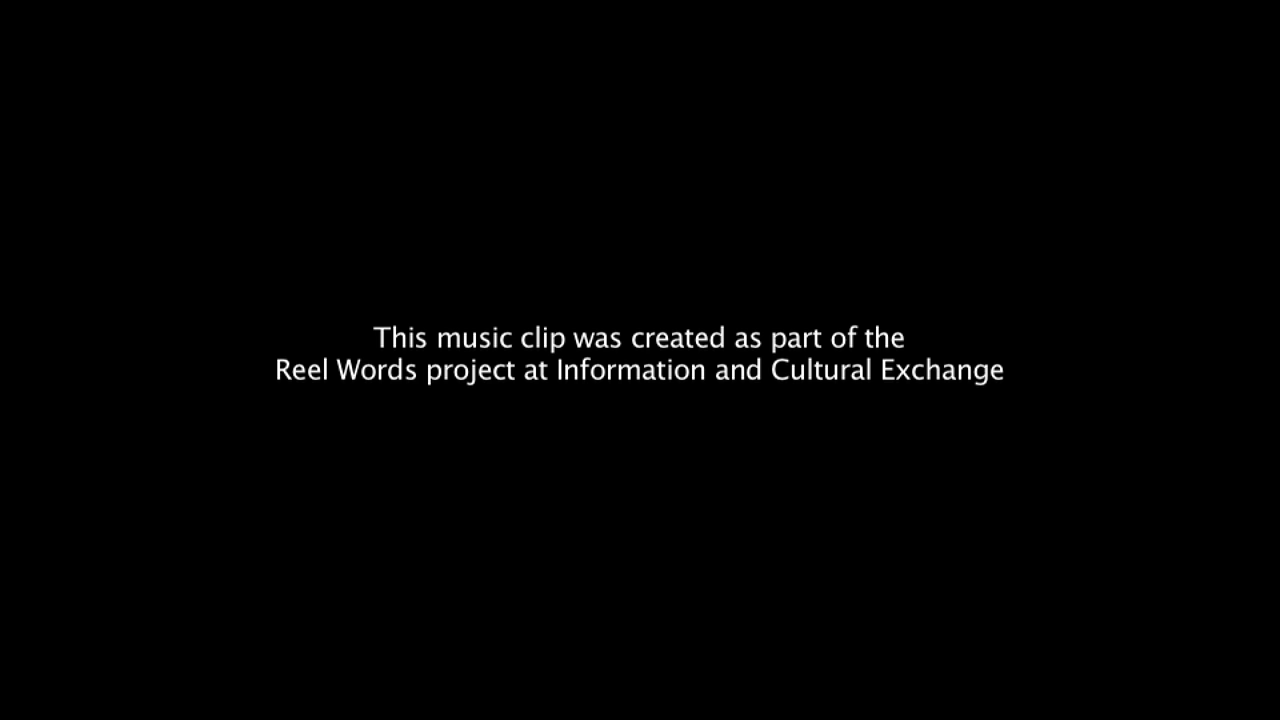 This music clip was created as part of the
Reel Words project at Information and Cultural Exchange